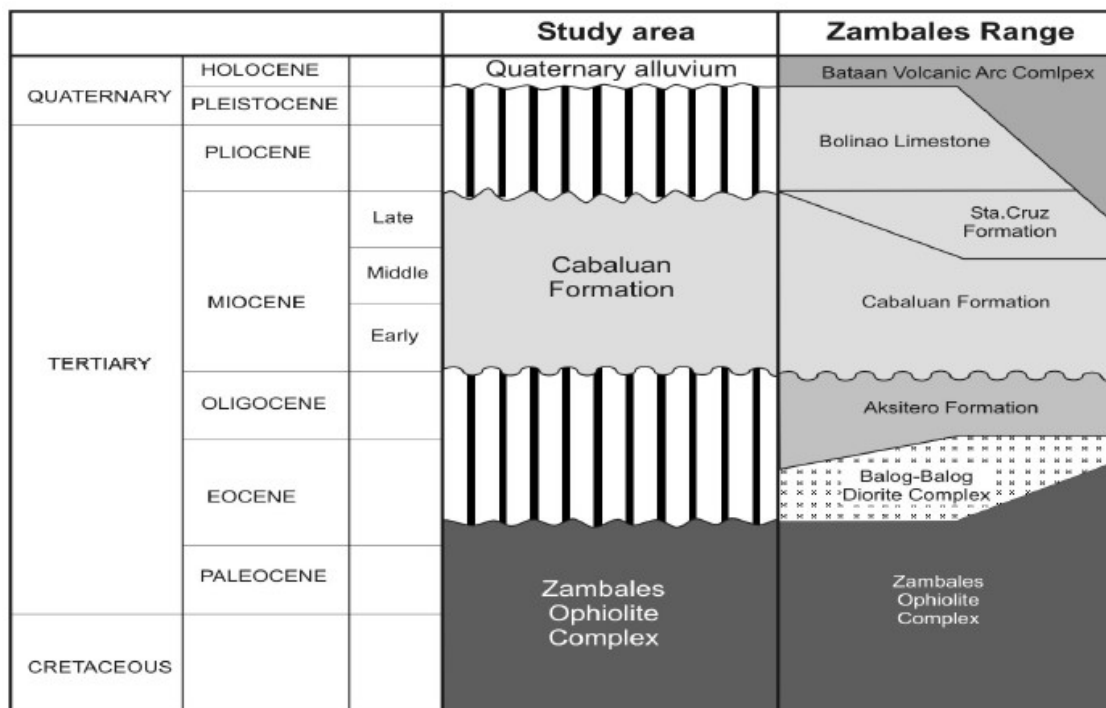 Study area
Zambales Range
QUATERNARY
HOLOCENE
PLEISTOCENE
Quaternary alluvium
Bataan Volcanic Arc Comlpex
TERTIARY
PLIOCENE
Bolinao Limestone
MIOCENE
Late
Middle
Early
Cabaluan
Formation
Sta.Cruz
Formation
Cabaluan Formation
OLIGOCENE
Aksitero Formation
EOCENE
Balog-Balog
Diorite Complex
PALEOCENE
Zambales
Ophiolite
Complex
Zambales
Ophiolite
Complex
CRETACEOUS